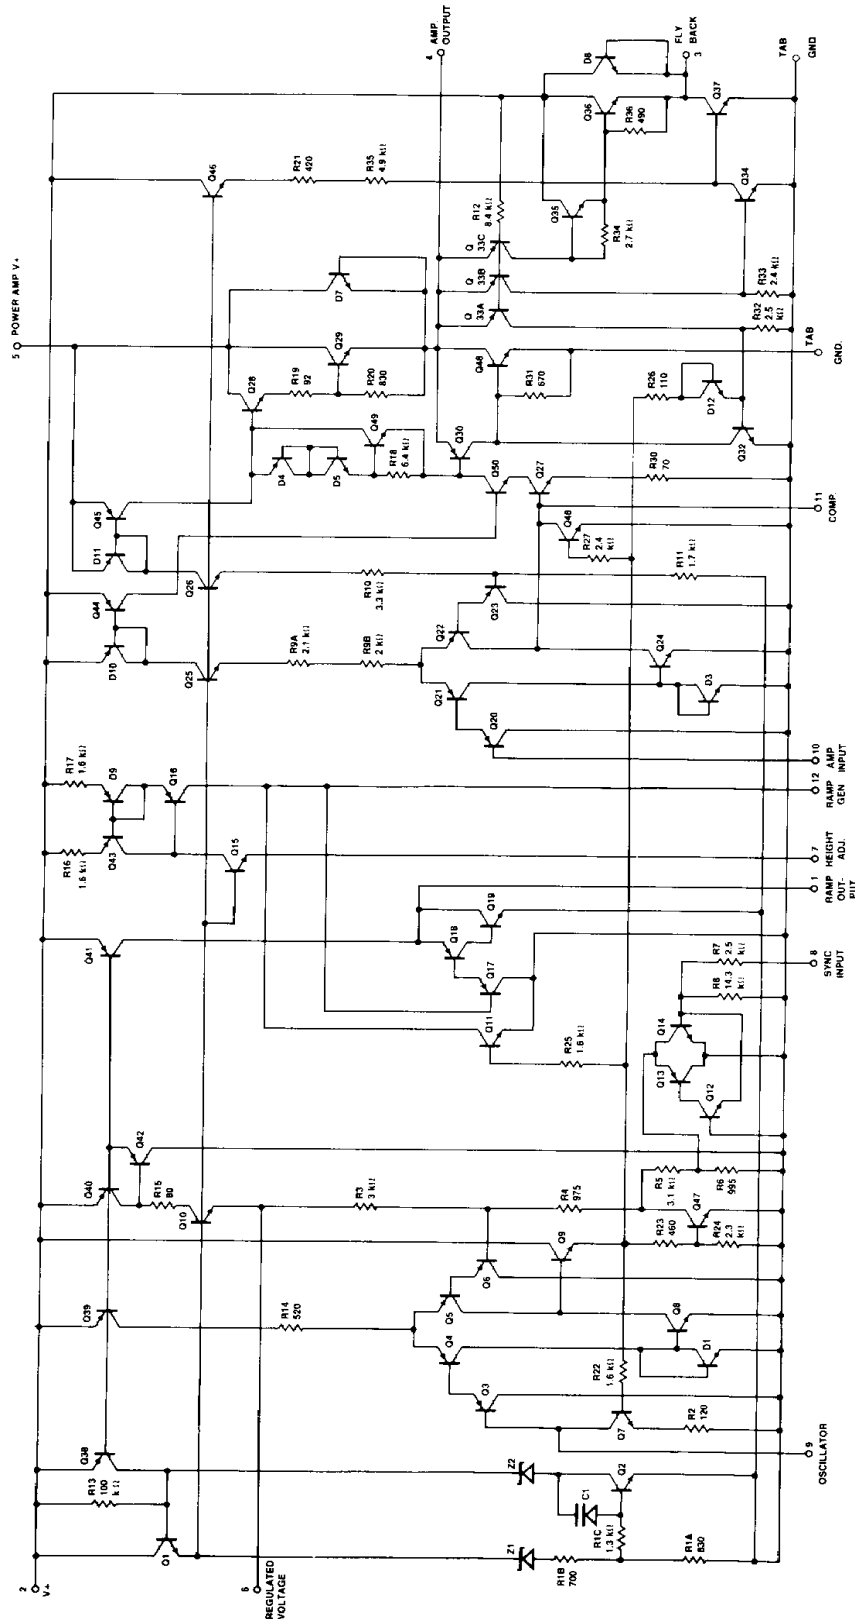 2
V+
5 POWER AMP V+
R13
100
kΩ
Q38
Q1
Q39
Q40
Q42
R15
80
Q10
Q41
R16
1.6 kΩ
R17
1.6 kΩ
Q43
D9
Q16
Q15
D10
Q44
D11
Q45
Q25
Q26
Q46
6
REGULATED
VOLTAGE
R14
520
R3
3 kΩ
R9A
2.1 kΩ
R9B
2 kΩ
R10
3.3 kΩ
D4
D5
Q49
R18
6.4 kΩ
Q28
R19
92
R20
830
Q29
D7
R21
420
R35
4.9 kΩ
4 AMP.
OUTPUT
Q4
Q5
Q3
Q6
Q18
Q17
Q19
Q11
Q21
Q22
Q20
Q23
Q30
Q50
Q27
Q48
R31
670
Q
33A
Q
33B
Q
33C
R12
8.4 kΩ
Z1
Z2
R1B
700
C1
R1C
1.3 kΩ
Q2
R1A
830
R22
1.6 kΩ
Q7
R2
120
Q9
R4
975
Q8
D1
R23
460
R24
2.3
kΩ
Q47
R5
3.1 kΩ
R6
995
R25
1.6 kΩ
Q13
Q14
Q12
R8
14.3
kΩ
R7
2.5
kΩ
Q24
D3
Q46
R27
2.4
kΩ
R11
1.7 kΩ
R30
70
R26
110
D12
Q32
R32
2.5
kΩ
R33
2.4 kΩ
Q35
R34
2.7 kΩ
Q36
R36
490
D8
Q34
Q37
FLY
BACK
3
TAB
GND
9
OSCILLATOR
8
SYNC
INPUT
1
RAMP
OUT-
PUT
7
HEIGHT
ADJ.
12
RAMP
GEN
10
AMP
INPUT
11
COMP.
TAB
GND.